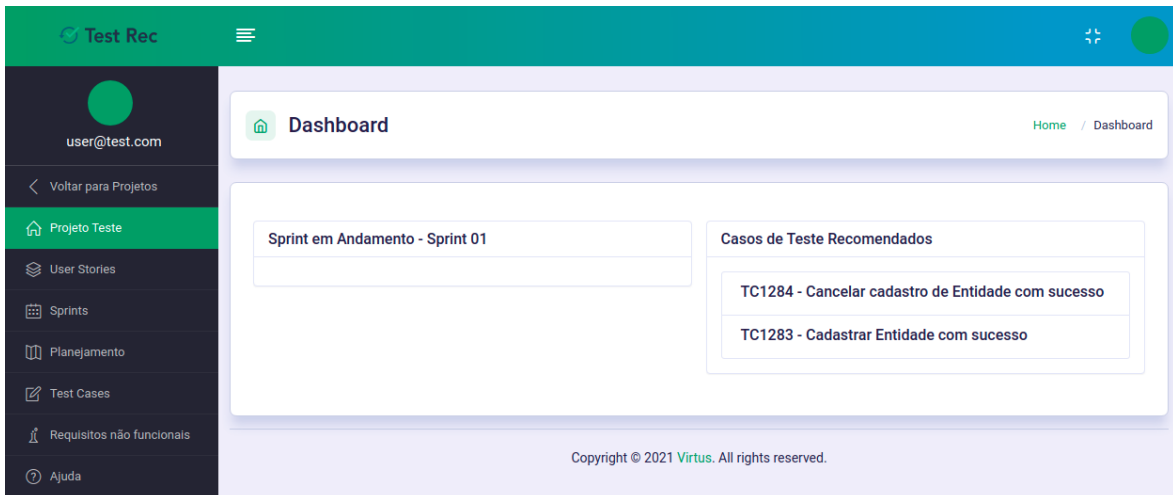 Test Rec
user@test.com
Voltar para Projetos
Projeto Teste
User Stories
Sprints
Planejamento
Test Cases
Requisitos não funcionais
Ajuda
Dashboard
Home / Dashboard
Sprint em Andamento - Sprint 01
Casos de Teste Recomendados
TC1284 - Cancelar cadastro de Entidade com sucesso
TC1283 - Cadastrar Entidade com sucesso
Copyright © 2021 Virtus. All rights reserved.